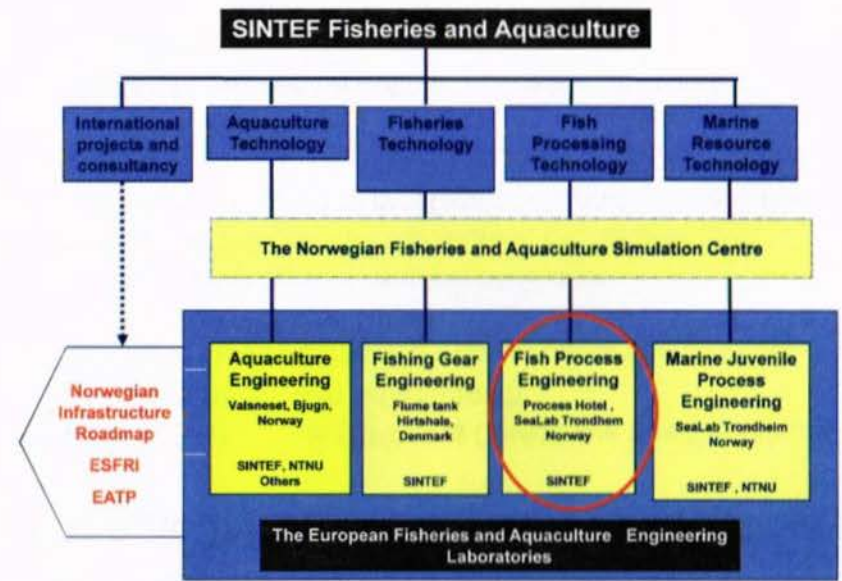 SINTEF Fisheries and Aquaculture
International
projects and
consultancy
Aquaculture
Technology
Fisheries
Technology
Fish
Processing
Technology
Marine
Resource
Technology
The Norwegian Fisheries and Aquaculture Simulation Centre
Norwegian
Infrastructure
Roadmap
ESFRI
EATP
Aquaculture
Engineering
Valsneset, Bjugn,
Norway
SINTEF, NTNU
Others
Fishing Gear
Engineering
Flume tank
Hirtshale,
Denmark
SINTEF
Fish Process
Engineering
Process Hotel ,
SeaLab Trondhem
Norway
SINTEF
Marine Juvenile
Process
Engineering
SeaLab Trondheim
Norway
SINTEF , NTNU
The European Fisheries and Aquaculture Engineering
Laboratories